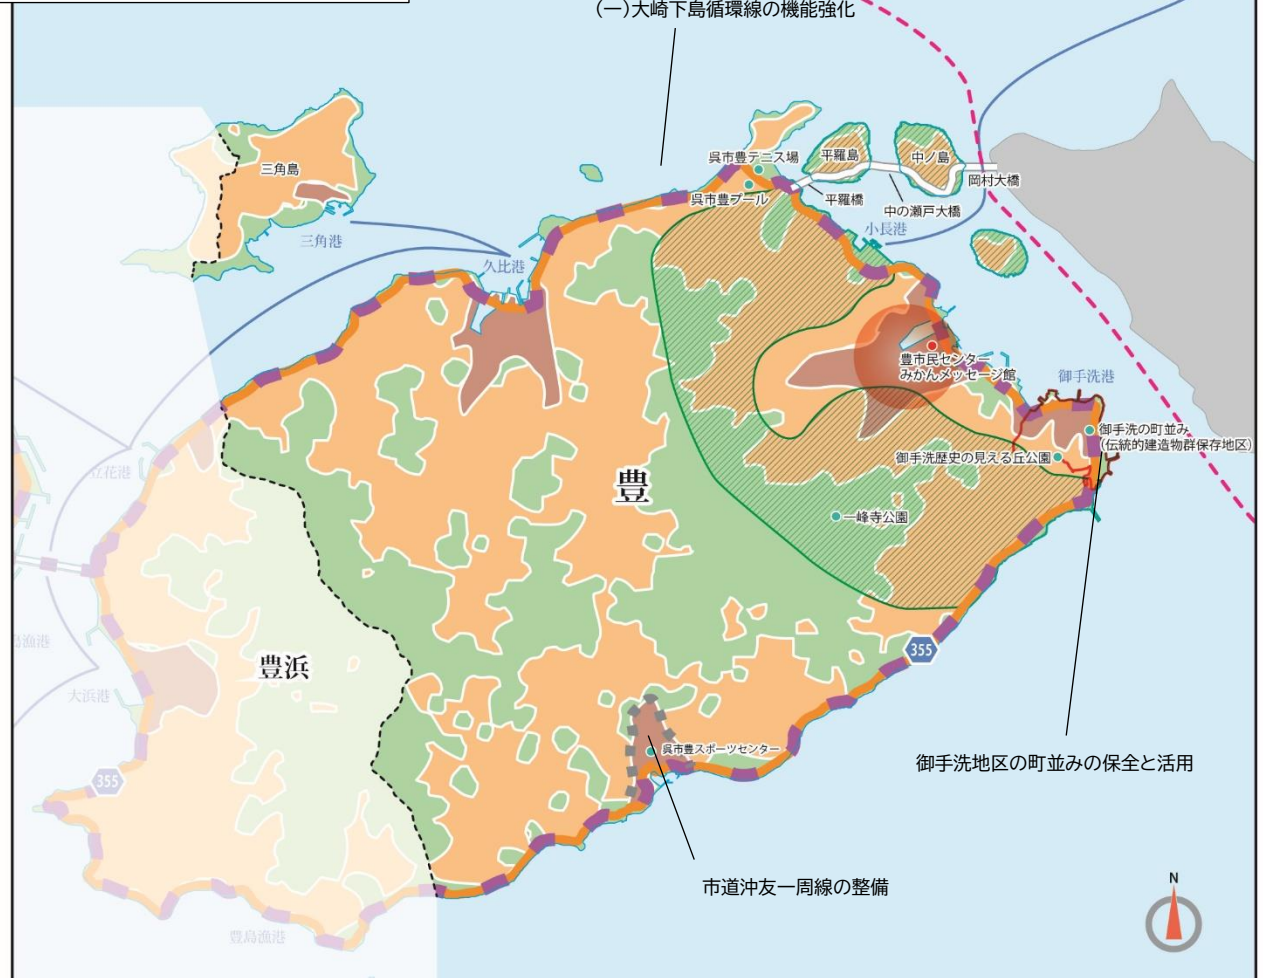 (一)大崎下島循環線の機能強化
呉市豊テニス場
平羅島
中ノ島
三角島
岡村大橋
呉市豊プール
平羅橋
中の瀬戸大橋
小長港
三角港
久比港
豊市民センター
みかんメッセージ館
御手洗港
御手洗の町並み
(伝統的建造物群保存地区)
御手洗歴史の見える丘公園
立花港
豊
一峰寺公園
島漁港
355
豊浜
大浜港
呉市豊スポーツセンター
御手洗地区の町並みの保全と活用
355
市道沖友一周線の整備
N
豊島漁港